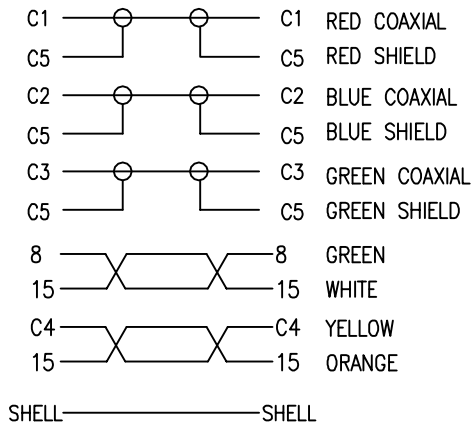 C1 C1 RED COAXIAL
C5 C5 RED SHIELD
C2 C2 BLUE COAXIAL
C5 C5 BLUE SHIELD
C3 C3 GREEN COAXIAL
C5 C5 GREEN SHIELD
8 8 GREEN
15 15 WHITE
C4 C4 YELLOW
15 15 ORANGE
SHELL SHELL